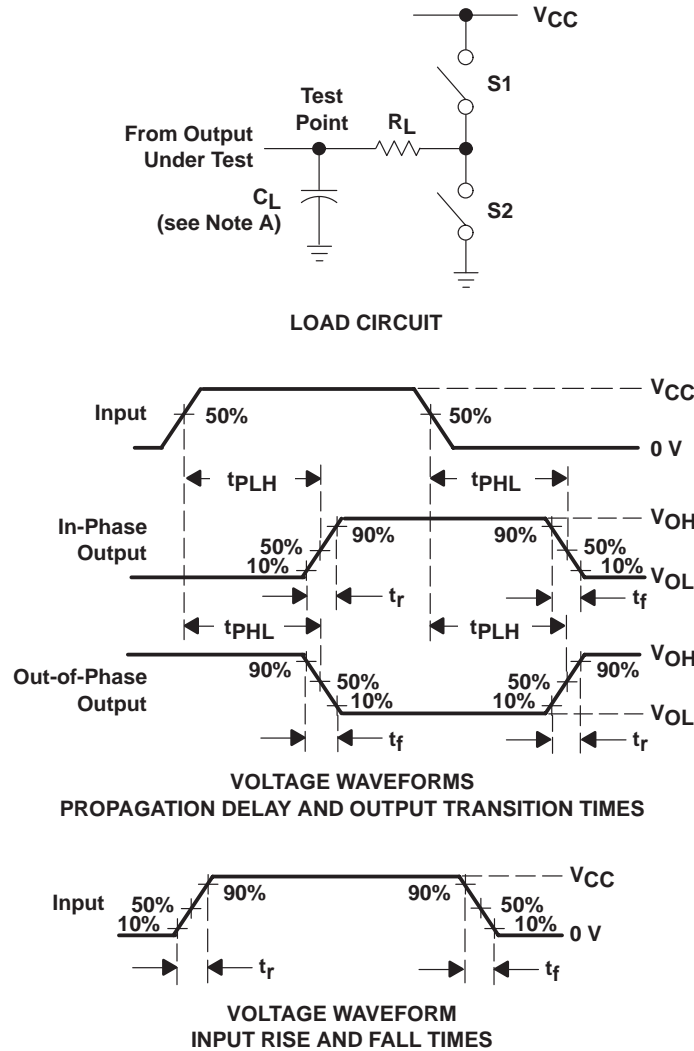 VCC
S1
Test
Point
RL
From Output
Under Test
CL
(see Note A)
S2
LOAD CIRCUIT
VCC
Input
50%
50%
0 V
tPLH
tPHL
VOH
In-Phase
Output
90%
90%
50%
10%
50%
10%
VOL
tr
tf
tPHL
tPLH
VOH
Out-of-Phase
Output
90%
90%
50%
10%
50%
10%
VOL
tf
tr
VOLTAGE WAVEFORMS
PROPAGATION DELAY AND OUTPUT TRANSITION TIMES
VCC
Input
90%
90%
50%
10%
50%
10%
0 V
tr
tf
VOLTAGE WAVEFORM
INPUT RISE AND FALL TIMES